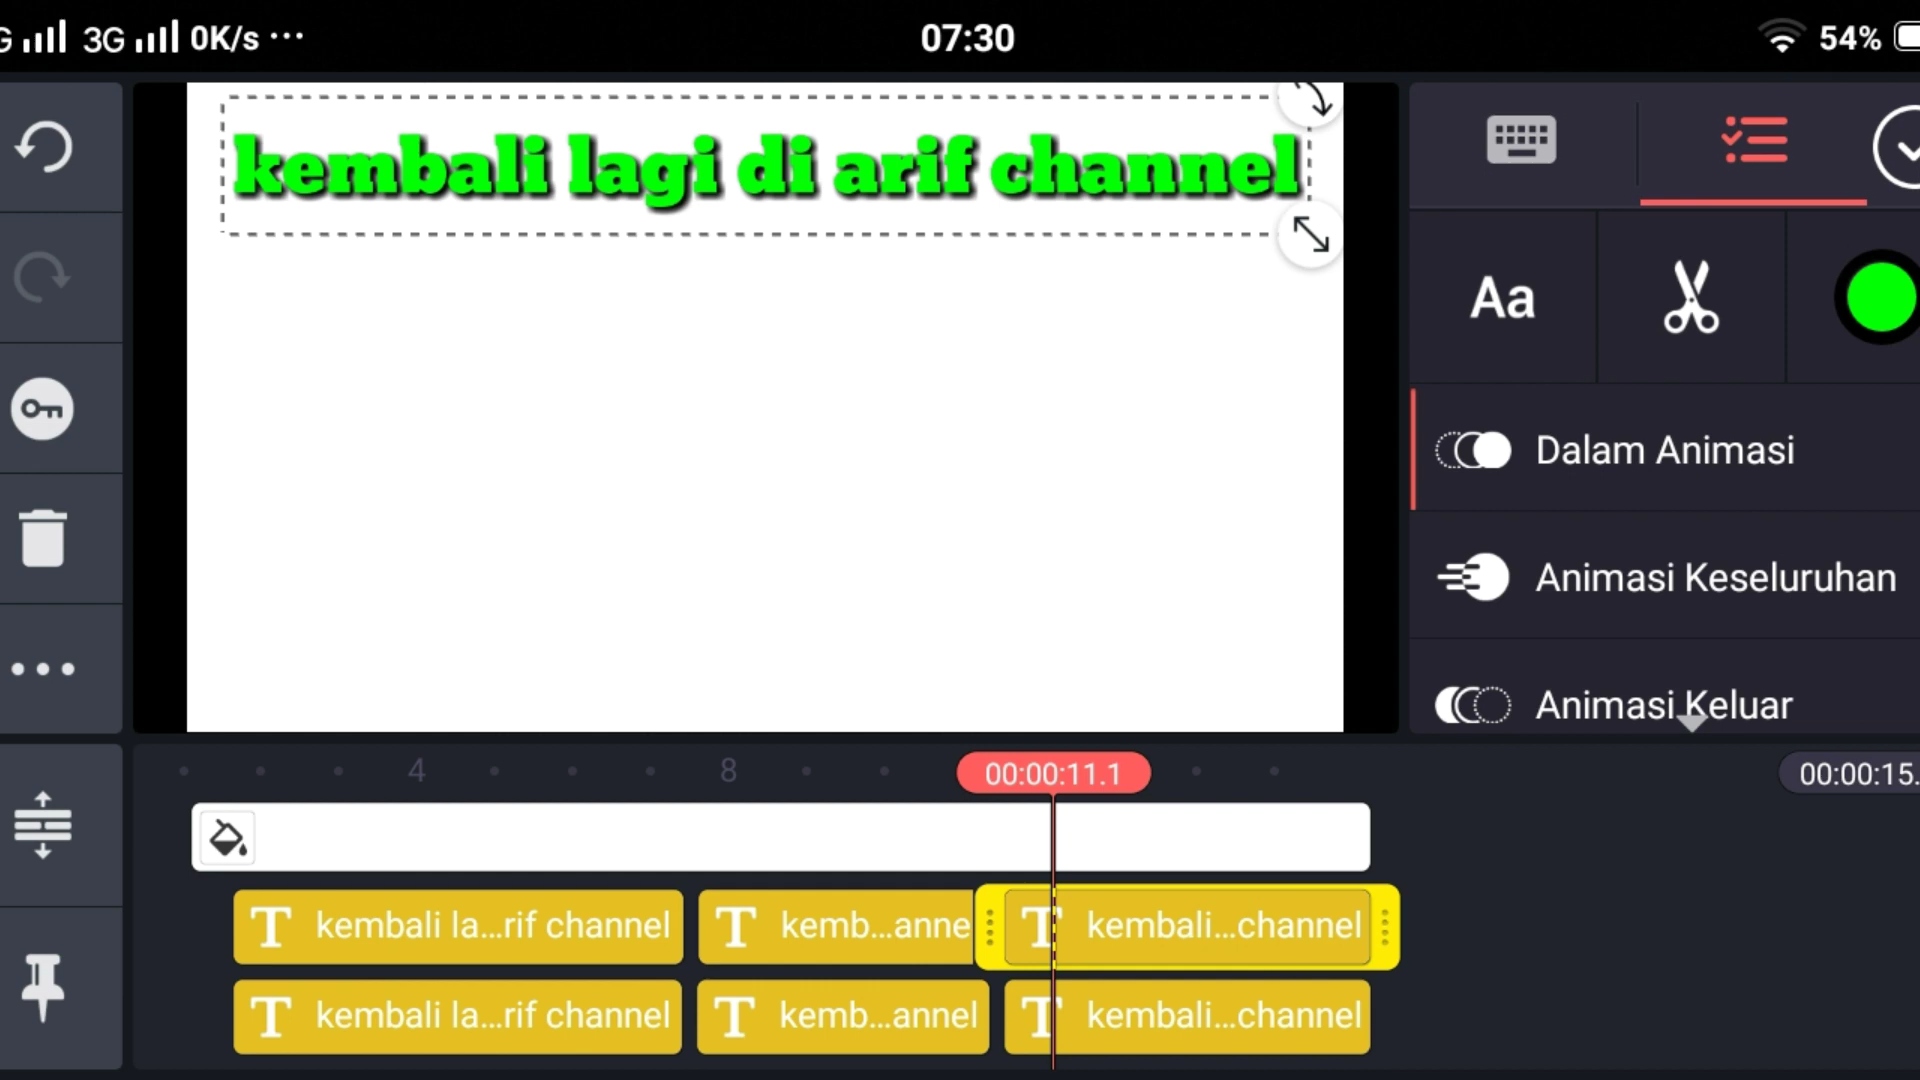 G 3G 0K/s ... 07:30 54%
kembali lagi di arif channel
Aa
Dalam Animasi
Animasi Keseluruhan
Animasi Keluar
4 8 00:00:11.1 00:00:15.
T kembali la...rif channel T kemb...anne T kembali...channel
T kembali la...rif channel T kemb...annel T kembali...channel